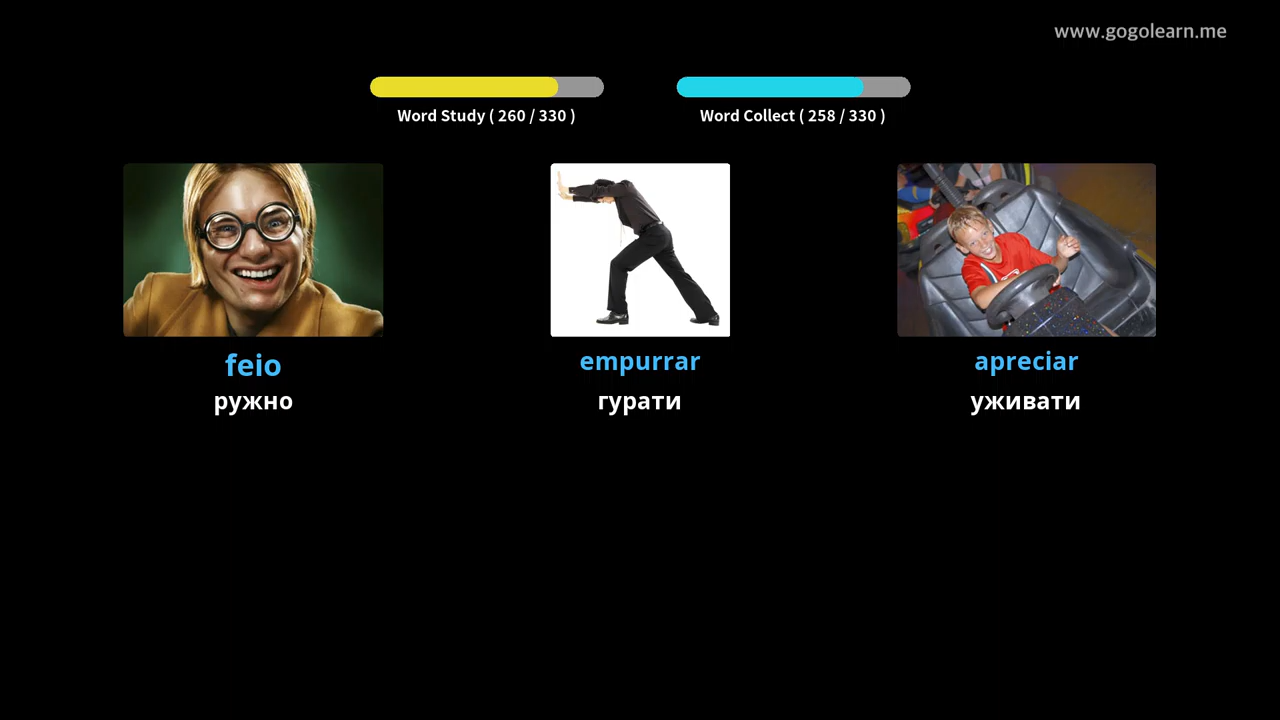 www.gogolearn.me
Word Study ( 260 / 330 )
Word Collect ( 258 / 330 )
feio
ружно
empurrar
гурати
apreciar
уживати